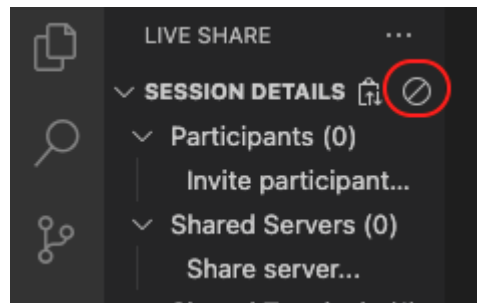 LIVE SHARE ...
SESSION DETAILS
Participants (0)
Invite participant...
Shared Servers (0)
Share server...